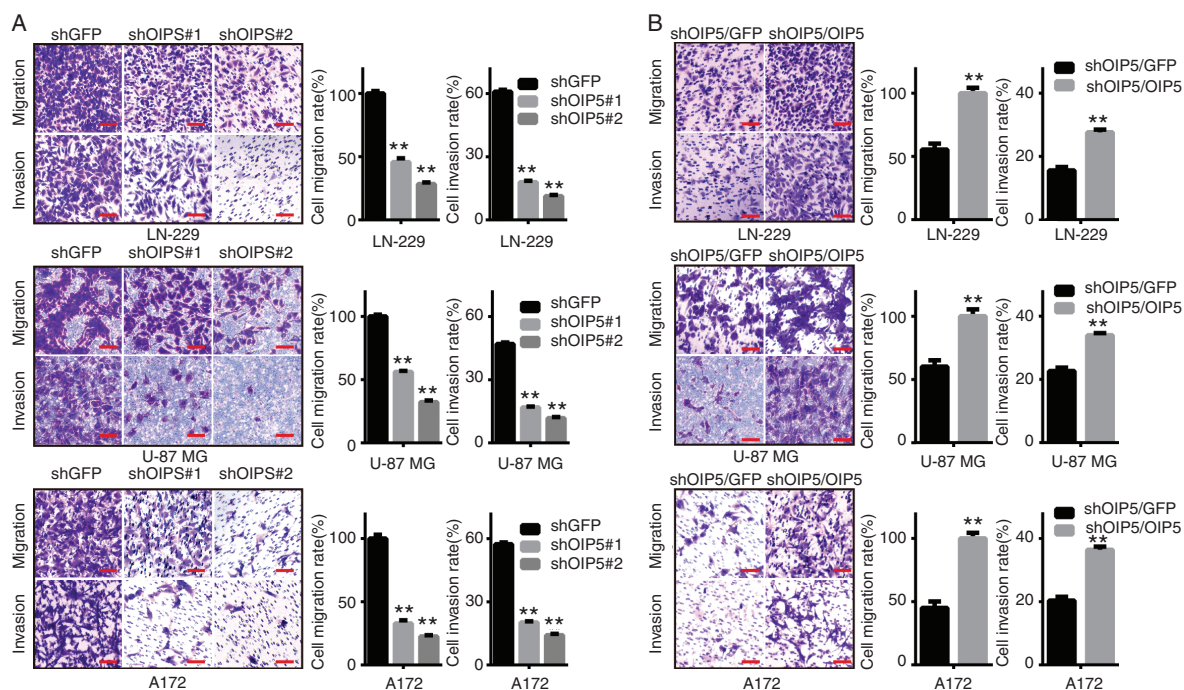 A
shGFP shOIPS#1 shOIPS#2
Migration
Invasion
LN-229
Cell migration rate(%)
100
50
0
LN-229
Cell invasion rate(%)
60
30
0
LN-229
shGFP
shOIP5#1
shOIP5#2
** **
** **
shGFP shOIPS#1 shOIPS#2
Migration
Invasion
U-87 MG
Cell migration rate(%)
100
50
0
U-87 MG
Cell invasion rate(%)
60
30
0
U-87 MG
shGFP
shOIP5#1
shOIP5#2
** **
** **
shGFP shOIPS#1 shOIPS#2
Migration
Invasion
A172
Cell migration rate(%)
100
50
0
A172
Cell invasion rate(%)
60
30
0
A172
shGFP
shOIP5#1
shOIP5#2
** **
** **
B
shOIP5/GFP shOIP5/OIP5
Migration
Invasion
LN-229
Cell migration rate(%)
100
50
0
**
LN-229
Cell invasion rate(%)
40
20
0
**
LN-229
shOIP5/GFP
shOIP5/OIP5
shOIP5/GFP shOIP5/OIP5
Migration
Invasion
U-87 MG
Cell migration rate(%)
100
50
0
**
U-87 MG
Cell invasion rate(%)
40
20
0
**
U-87 MG
shOIP5/GFP
shOIP5/OIP5
shOIP5/GFP shOIP5/OIP5
Migration
Invasion
A172
Cell migration rate(%)
100
50
0
**
A172
Cell invasion rate(%)
40
20
0
**
A172
shOIP5/GFP
shOIP5/OIP5